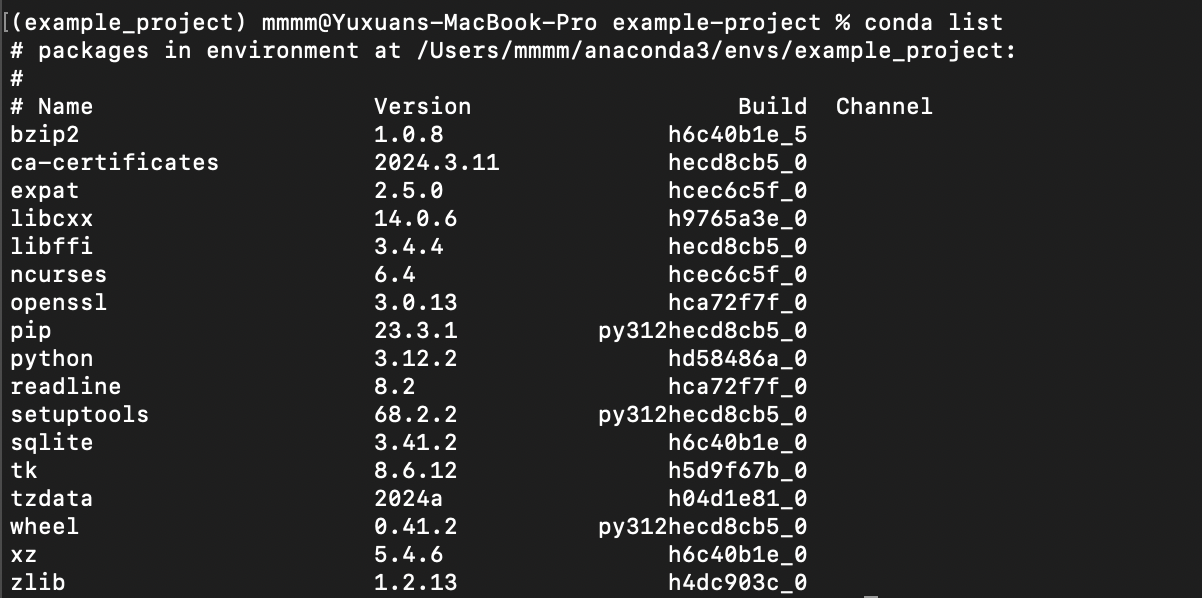 [(example_project) mmmm@Yuxuans-MacBook-Pro example-project % conda list
# packages in environment at /Users/mmmm/anaconda3/envs/example_project:
#
# Name                    Version                   Build  Channel
bzip2                     1.0.8                h6c40b1e_5
ca-certificates           2024.3.11            hecd8cb5_0
expat                     2.5.0                hcec6c5f_0
libcxx                    14.0.6               h9765a3e_0
libffi                    3.4.4                hecd8cb5_0
ncurses                   6.4                  hcec6c5f_0
openssl                   3.0.13               hca72f7f_0
pip                       23.3.1          py312hecd8cb5_0
python                    3.12.2               hd58486a_0
readline                  8.2                  hca72f7f_0
setuptools                68.2.2          py312hecd8cb5_0
sqlite                    3.41.2               h6c40b1e_0
tk                        8.6.12               h5d9f67b_0
tzdata                    2024a                h04d1e81_0
wheel                     0.41.2          py312hecd8cb5_0
xz                        5.4.6                h6c40b1e_0
zlib                      1.2.13               h4dc903c_0